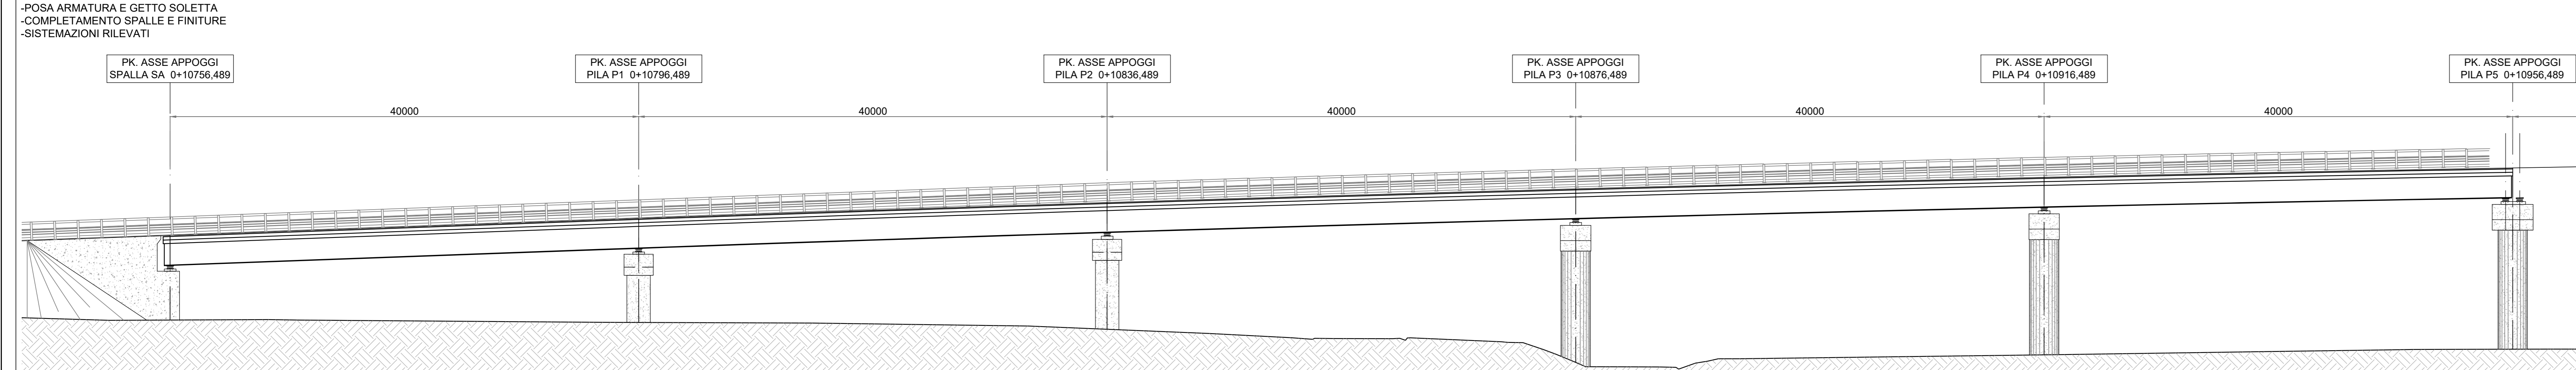 -POSA ARMATURA E GETTO SOLETTA
-COMPLETAMENTO SPALLE E FINITURE
-SISTEMAZIONI RILEVATI
PK. ASSE APPOGGI
SPALLA SA 0+10756,489
PK. ASSE APPOGGI
PILA P1 0+10796,489
PK. ASSE APPOGGI
PILA P2 0+10836,489
PK. ASSE APPOGGI
PILA P3 0+10876,489
PK. ASSE APPOGGI
PILA P4 0+10916,489
PK. ASSE APPOGGI
PILA P5 0+10956,489
40000
40000
40000
40000
40000